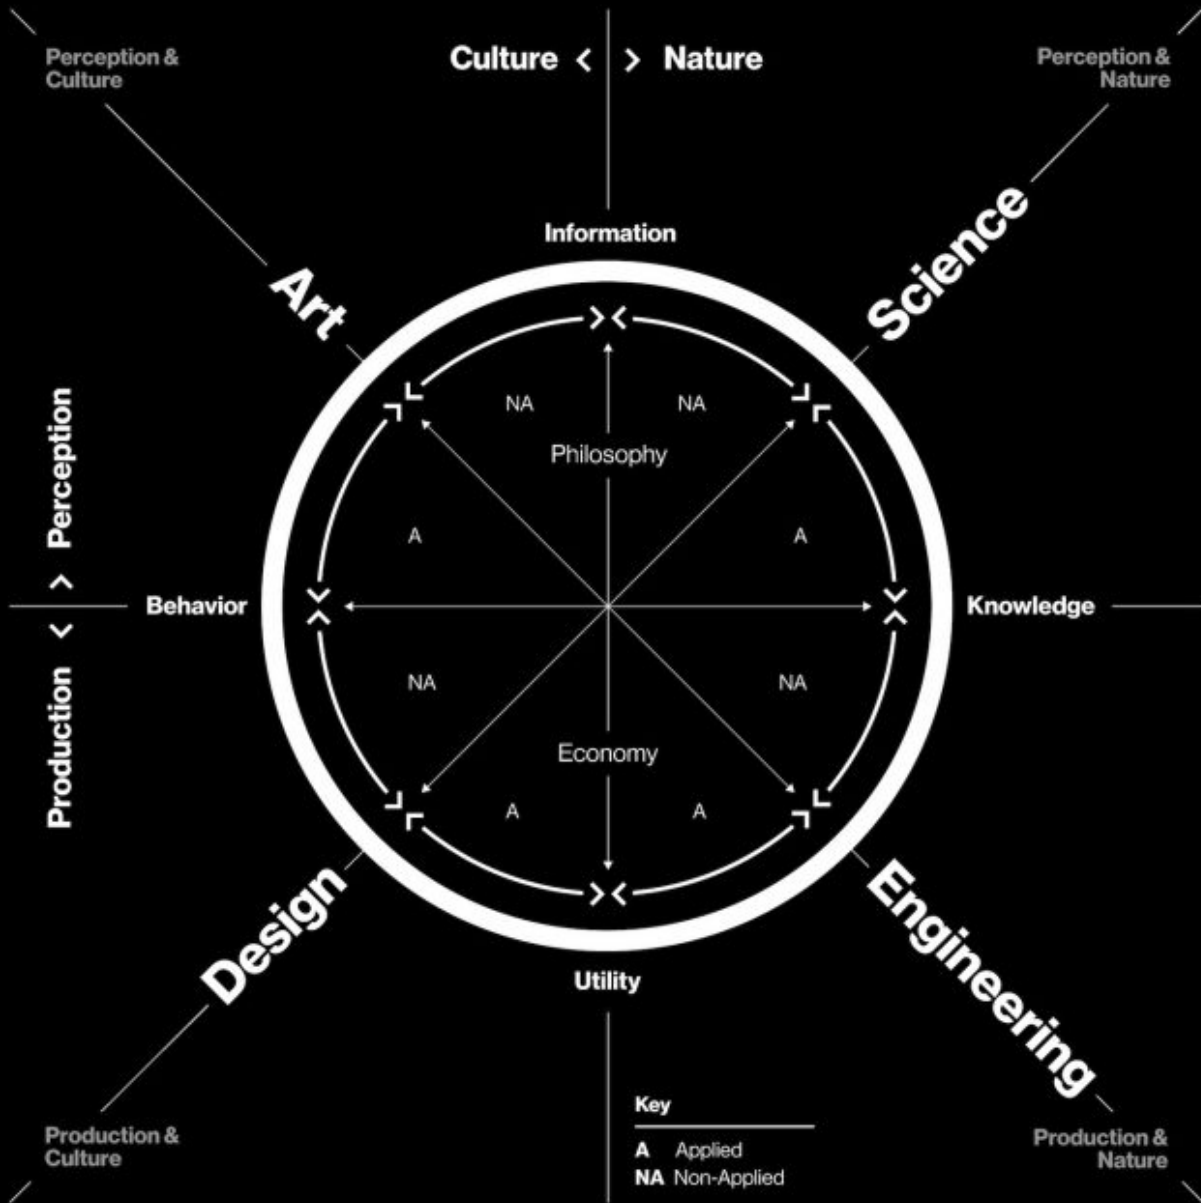 Perception &
Culture
Culture < > Nature
Perception &
Nature
Science
Information
Art
NA
NA
Perception
Philosophy
A
A
Behavior
Knowledge
Production
NA
NA
Economy
A
A
Design
Engineering
Utility
Key
A Applied
NA Non-Applied
Production &
Culture
Production &
Nature